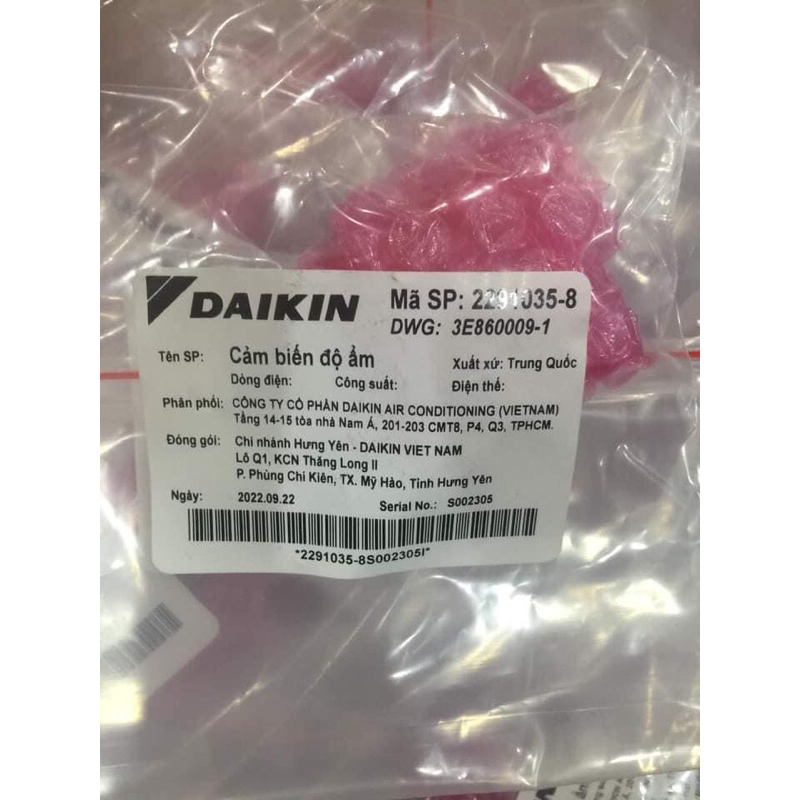 DAIKIN
Mã SP: 2291035-8
DWG: 3E860009-1
Tên SP: Cảm biến độ ẩm
Xuất xứ: Trung Quốc
Dòng điện: Công suất: Điện thế:
Phân phối: CÔNG TY CỔ PHẦN DAIKIN AIR CONDITIONING (VIETNAM)
Tầng 14-15 tòa nhà Nam Á, 201-203 CMT8, P4, Q3, TPHCM.
Đóng gói: Chi nhánh Hưng Yên - DAIKIN VIET NAM
Lô Q1, KCN Thăng Long II
P. Phùng Chí Kiên, TX. Mỹ Hào, Tỉnh Hưng Yên
Ngày: 2022.09.22 Serial No.: S002305
*2291035-8S002305I*